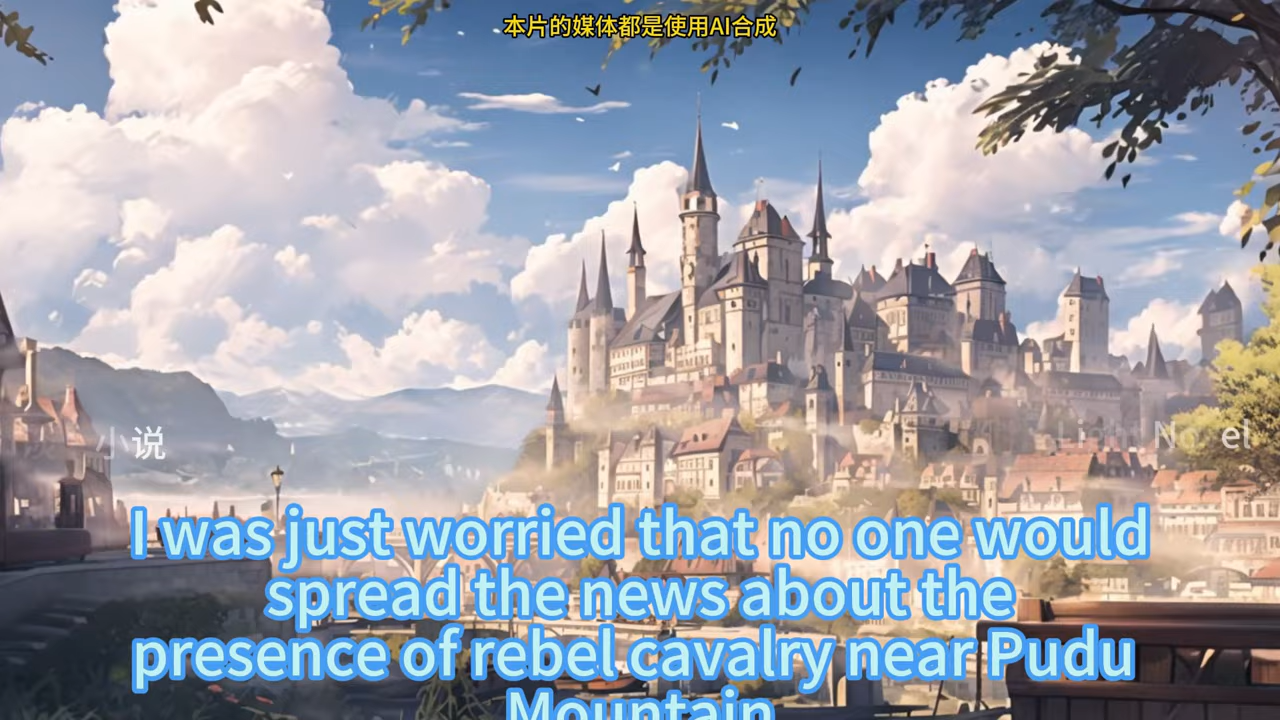 本片的媒体都是使用AI合成
小说
I was just worried that no one would
spread the news about the
presence of rebel cavalry near Pudu
Mountain